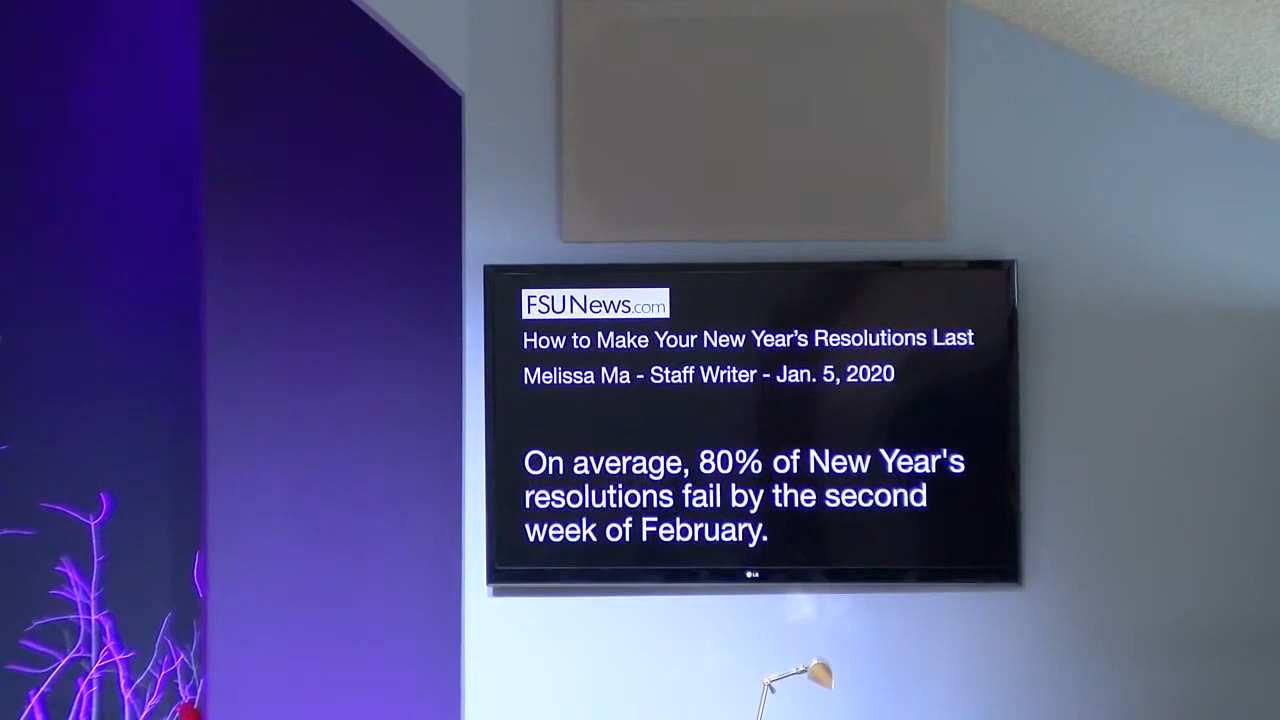 FSUNews.com
How to Make Your New Year's Resolutions Last
Melissa Ma - Staff Writer - Jan. 5, 2020
On average, 80% of New Year's
resolutions fail by the second
week of February.
LG